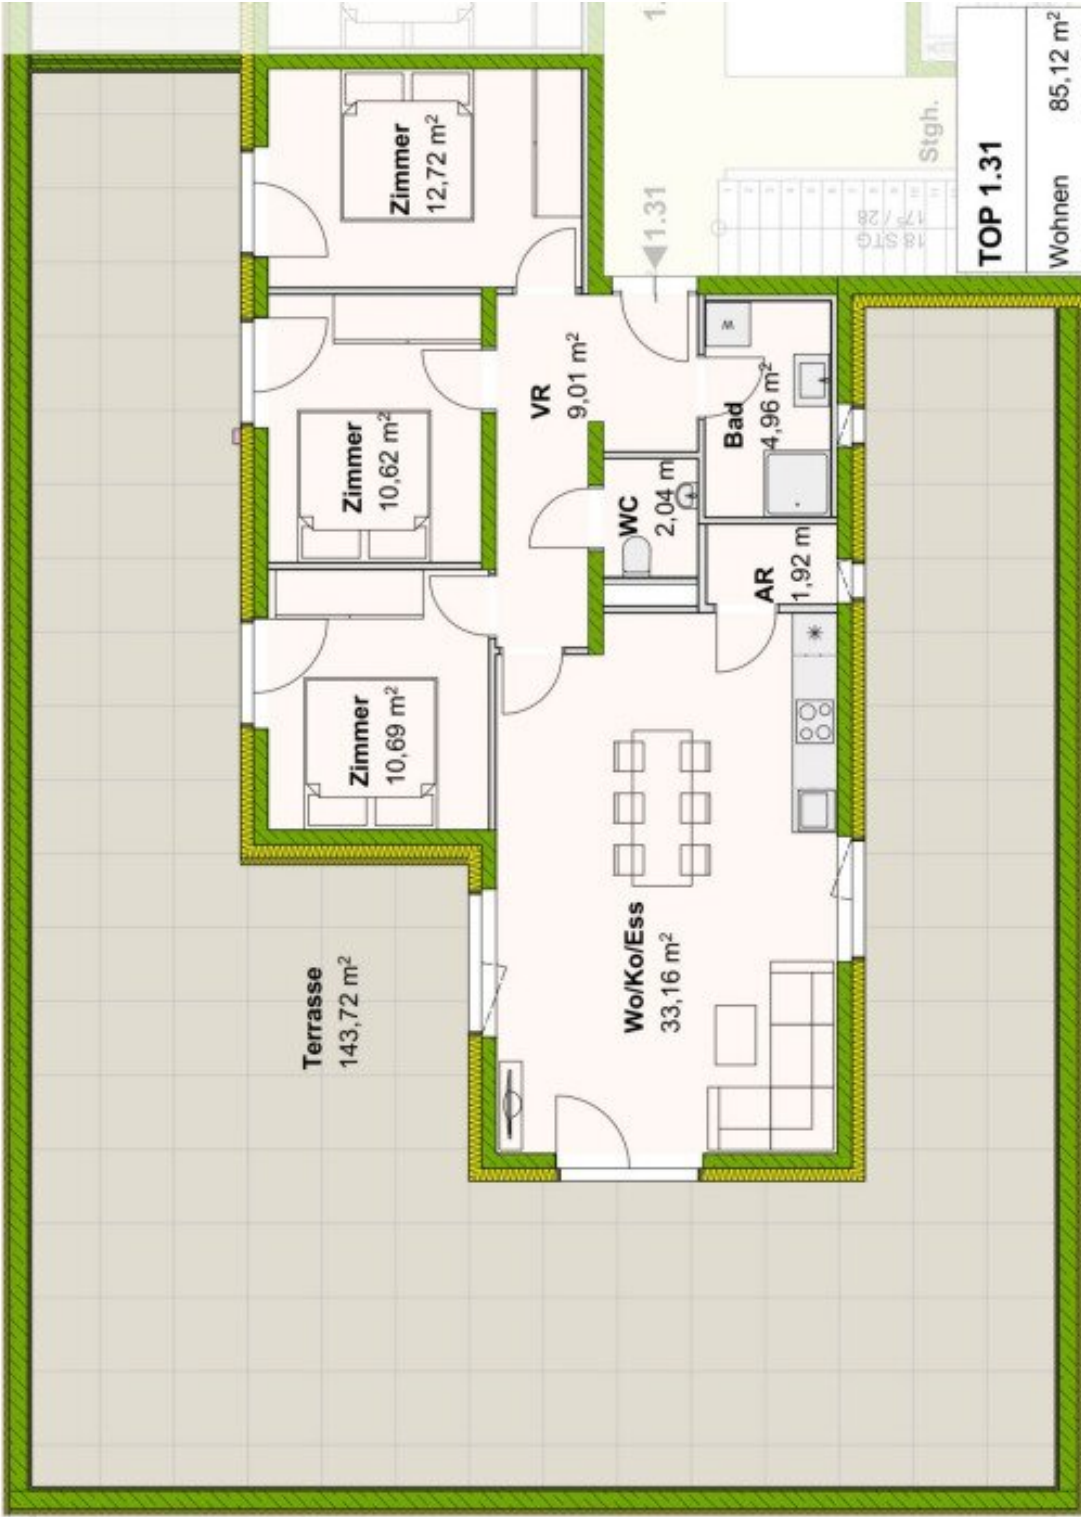 TOP 1.31
Wohnen 85,12 m²
Stgh.
18 STG
17⁵ / 28
1.31
1.
Zimmer
12,72 m²
Zimmer
10,62 m²
Zimmer
10,69 m²
VR
9,01 m²
Bad
4,96 m²
W
WC
2,04 m
AR
1,92 m
Wo/Ko/Ess
33,16 m²
Terrasse
143,72 m²